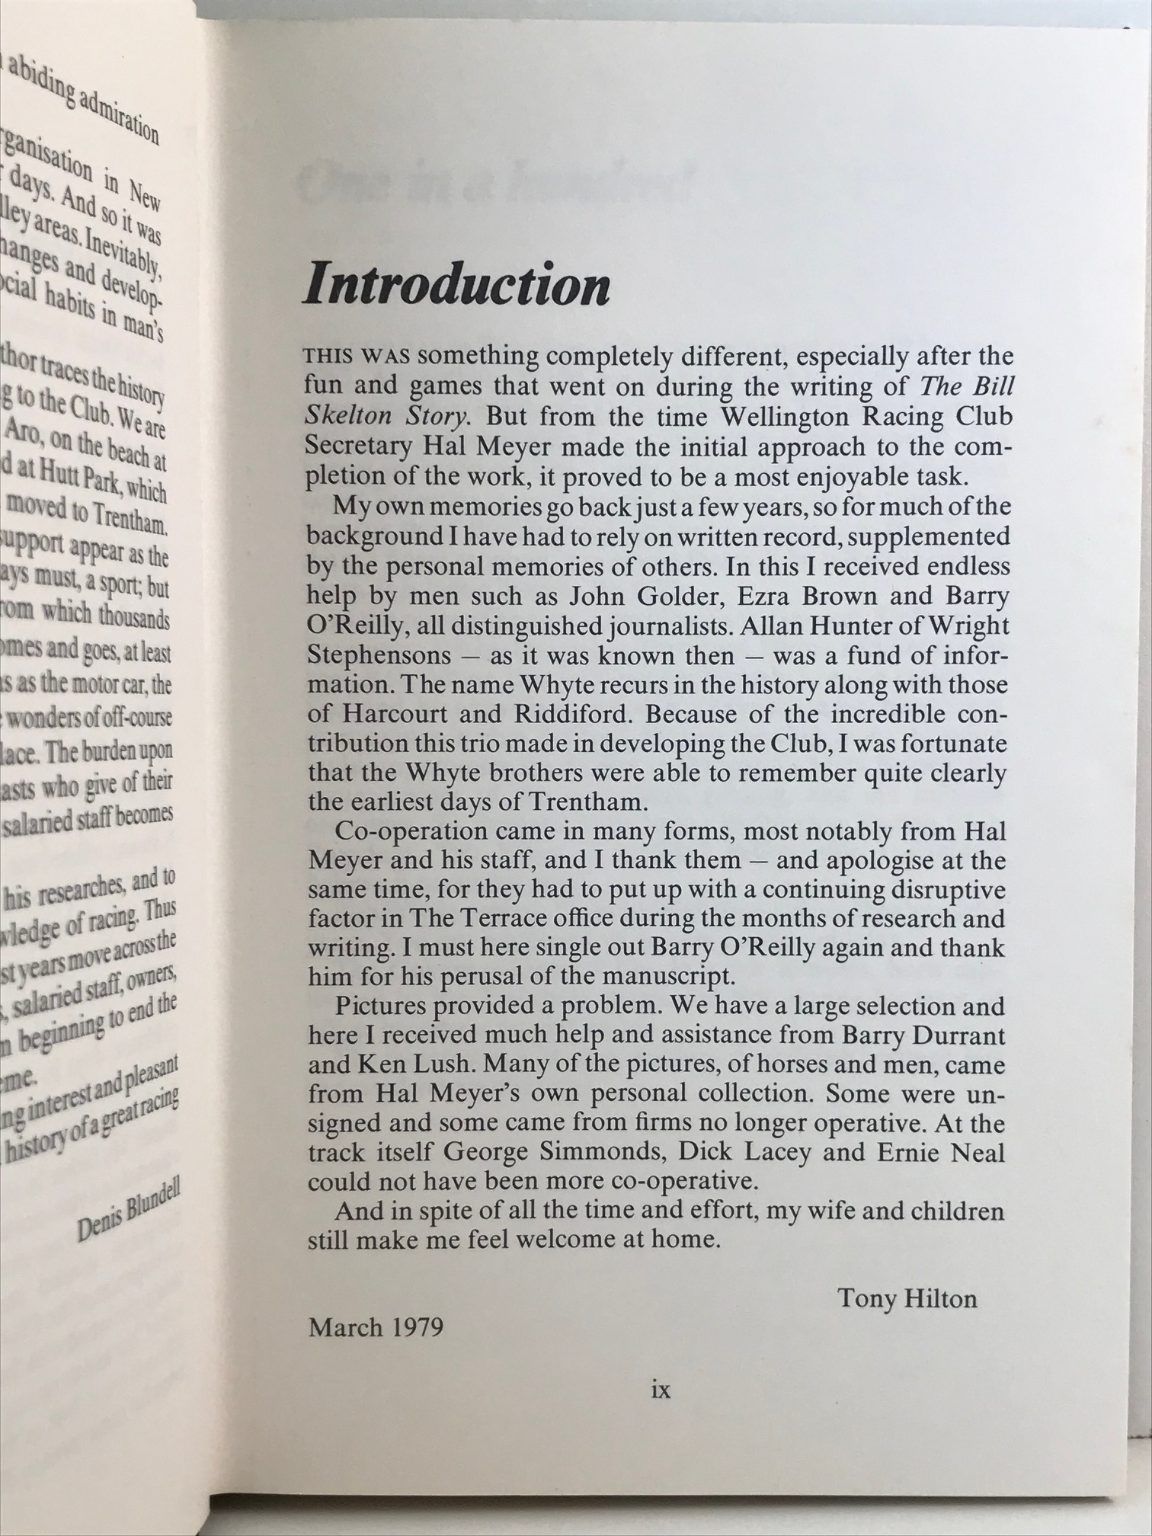 abiding admiration
rganisation in New
days. And so it was
lley areas. Inevitably,
hanges and develop-
ocial habits in man's
thor traces the history
g to the Club. We are
Aro, on the beach at
d at Hutt Park, which
moved to Trentham.
support appear as the
ays must, a sport; but
rom which thousands
omes and goes, at least
as the motor car, the
wonders of off-course
lace. The burden upon
asts who give of their
salaried staff becomes
his researches, and to
wledge of racing. Thus
st years move across the
salaried staff, owners,
beginning to end the
eme.
ng interest and pleasant
history of a great racing
Denis Blundell
One in a hundred
Introduction
THIS WAS something completely different, especially after the
fun and games that went on during the writing of The Bill
Skelton Story. But from the time Wellington Racing Club
Secretary Hal Meyer made the initial approach to the com-
pletion of the work, it proved to be a most enjoyable task.
My own memories go back just a few years, so for much of the
background I have had to rely on written record, supplemented
by the personal memories of others. In this I received endless
help by men such as John Golder, Ezra Brown and Barry
O'Reilly, all distinguished journalists. Allan Hunter of Wright
Stephensons — as it was known then — was a fund of infor-
mation. The name Whyte recurs in the history along with those
of Harcourt and Riddiford. Because of the incredible con-
tribution this trio made in developing the Club, I was fortunate
that the Whyte brothers were able to remember quite clearly
the earliest days of Trentham.
Co-operation came in many forms, most notably from Hal
Meyer and his staff, and I thank them — and apologise at the
same time, for they had to put up with a continuing disruptive
factor in The Terrace office during the months of research and
writing. I must here single out Barry O'Reilly again and thank
him for his perusal of the manuscript.
Pictures provided a problem. We have a large selection and
here I received much help and assistance from Barry Durrant
and Ken Lush. Many of the pictures, of horses and men, came
from Hal Meyer's own personal collection. Some were un-
signed and some came from firms no longer operative. At the
track itself George Simmonds, Dick Lacey and Ernie Neal
could not have been more co-operative.
And in spite of all the time and effort, my wife and children
still make me feel welcome at home.
Tony Hilton
March 1979
ix